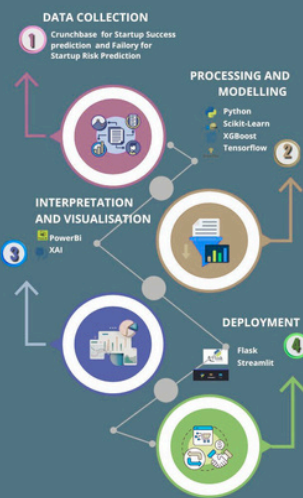 DATA COLLECTION
1
Crunchbase for Startup Success
prediction and Failory for
Startup Risk Prediction
PROCESSING AND
MODELLING
Python
Scikit-Learn
XGBoost
Tensorflow
2
INTERPRETATION
AND VISUALISATION
PowerBi
XAI
3
DEPLOYMENT
Flask
Streamlit
4